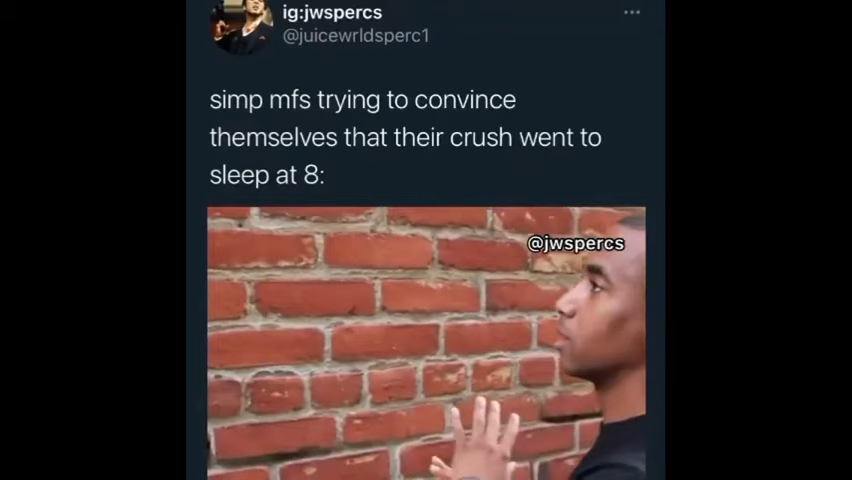 ig:jwspercs
@juicewrldsperc1
simp mfs trying to convince
themselves that their crush went to
sleep at 8:
@jwspercs